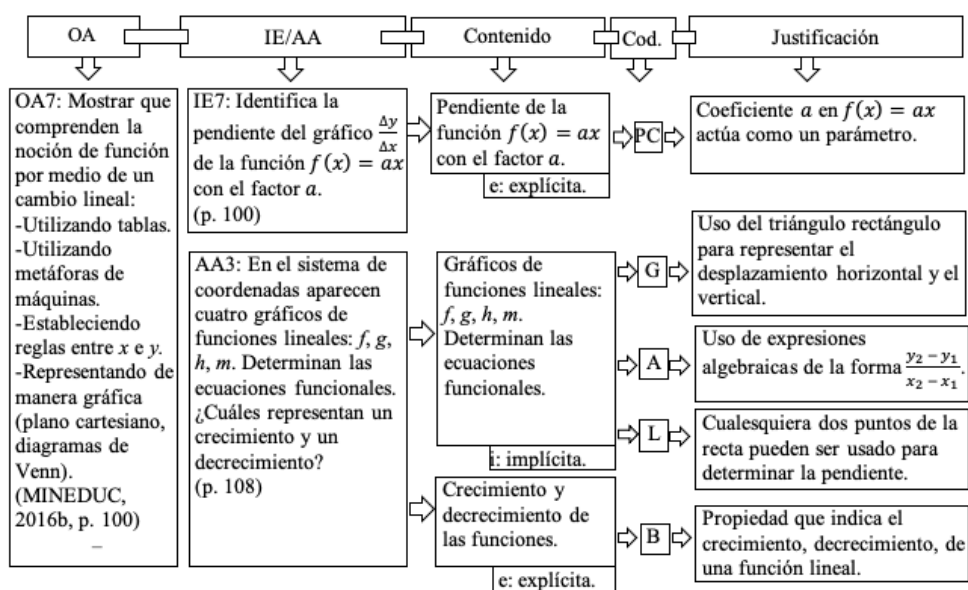 OA
IE/AA
Contenido
Cod.
Justificación
OA7: Mostrar que
comprenden la
noción de función
por medio de un
cambio lineal:
-Utilizando tablas.
-Utilizando
metáforas de
máquinas.
-Estableciendo
reglas entre x e y.
-Representando de
manera gráfica
(plano cartesiano,
diagramas de
Venn).
(MINEDUC,
2016b, p. 100)
–
IE7: Identifica la
pendiente del gráfico Δy/Δx
de la función f(x) = ax
con el factor a.
(p. 100)
Pendiente de la
función f(x) = ax
con el factor a.
e: explícita.
PC
Coeficiente a en f(x) = ax
actúa como un parámetro.
AA3: En el sistema de
coordenadas aparecen
cuatro gráficos de
funciones lineales: f, g,
h, m. Determinan las
ecuaciones funcionales.
¿Cuáles representan un
crecimiento y un
decrecimiento?
(p. 108)
Gráficos de
funciones lineales:
f, g, h, m.
Determinan las
ecuaciones
funcionales.
i: implícita.
G
Uso del triángulo rectángulo
para representar el
desplazamiento horizontal y el
vertical.
A
Uso de expresiones
algebraicas de la forma (y₂ − y₁)/(x₂ − x₁).
L
Cualesquiera dos puntos de la
recta pueden ser usado para
determinar la pendiente.
Crecimiento y
decrecimiento de
las funciones.
e: explícita.
B
Propiedad que indica el
crecimiento, decrecimiento, de
una función lineal.